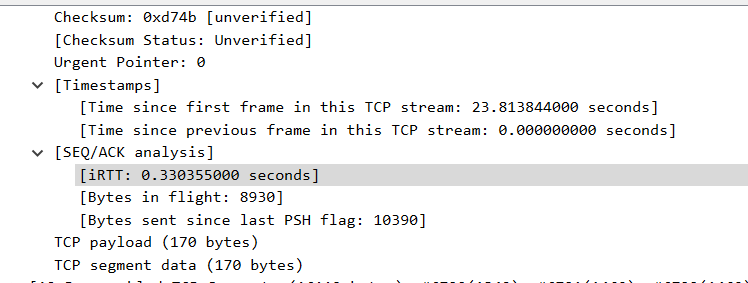 Checksum: 0xd74b [unverified]
[Checksum Status: Unverified]
Urgent Pointer: 0
[Timestamps]
[Time since first frame in this TCP stream: 23.813844000 seconds]
[Time since previous frame in this TCP stream: 0.000000000 seconds]
[SEQ/ACK analysis]
[iRTT: 0.330355000 seconds]
[Bytes in flight: 8930]
[Bytes sent since last PSH flag: 10390]
TCP payload (170 bytes)
TCP segment data (170 bytes)